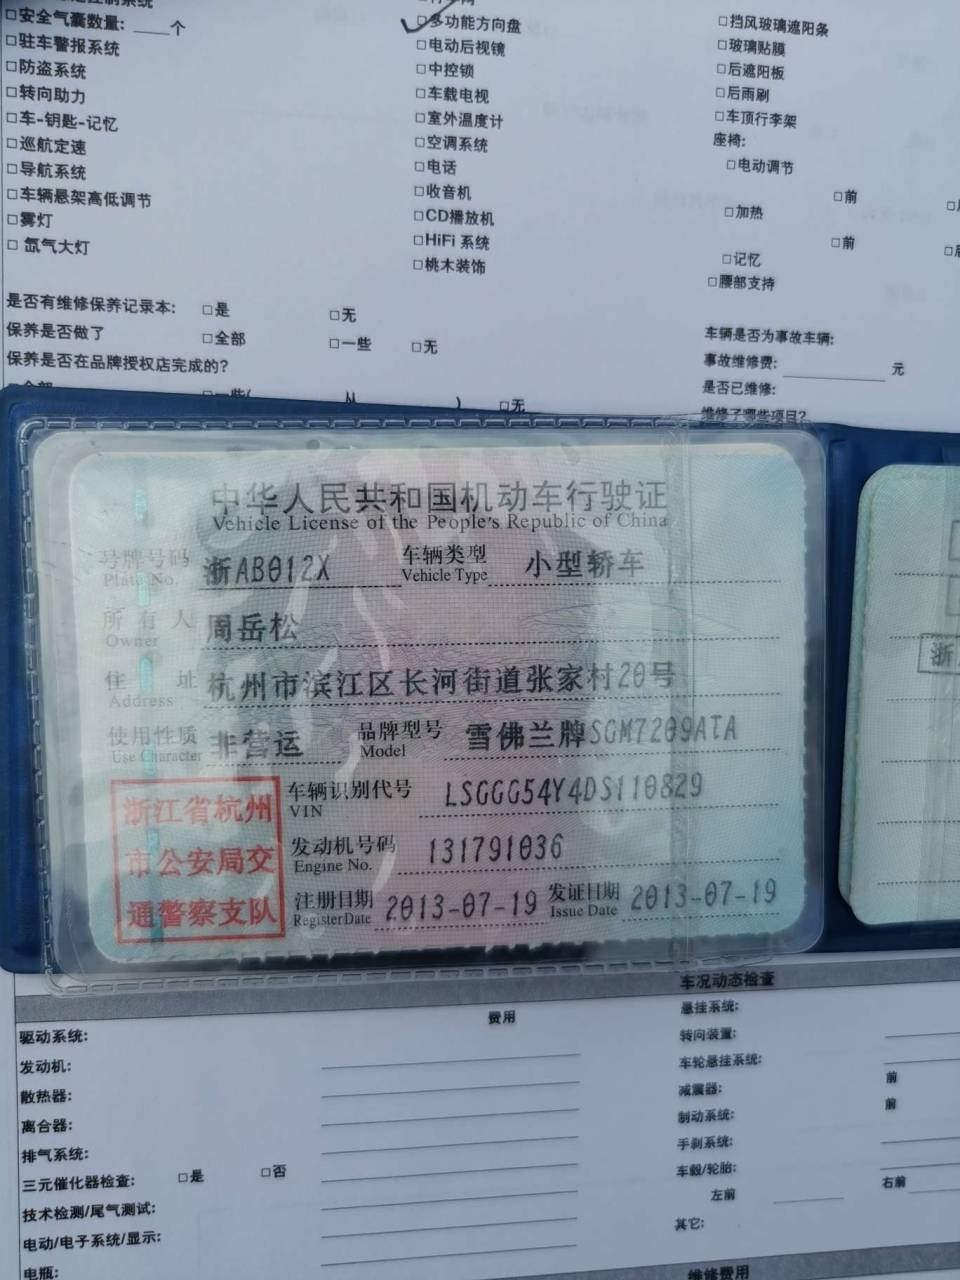 □安全气囊数量: ____个
□驻车警报系统
□防盗系统
□转向助力
□车-钥匙-记忆
□巡航定速
□导航系统
□车辆悬架高低调节
□雾灯
□ 氙气大灯
□多功能方向盘
□电动后视镜
□中控锁
□车载电视
□室外温度计
□空调系统
□电话
□收音机
□CD播放机
□HiFi 系统
□桃木装饰
□挡风玻璃遮阳条
□玻璃贴膜
□后遮阳板
□后雨刷
□车顶行李架
座椅:
□电动调节
□前
□加热
□前
□记忆
□腰部支持
是否有维修保养记录本: □是 □无
保养是否做了 □全部 □一些 □无
保养是否在品牌授权店完成的?
□全部 □一些( 从 ) □无
车辆是否为事故车辆:
事故维修费: ____ 元
是否已维修:
维修了哪些项目?
中华人民共和国机动车行驶证
Vehicle License of the People's Republic of China
号牌号码 浙AB012X 车辆类型 小型轿车
Plate No. Vehicle Type
所有人 周岳松
Owner
住址 杭州市滨江区长河街道张家村20号
Address
使用性质 非营运 品牌型号 雪佛兰牌SGM7209ATA
Use Character Model
浙江省杭州
市公安局交
通警察支队
车辆识别代号 LSGGG54Y4DS110829
VIN
发动机号码 131791036
Engine No.
注册日期 2013-07-19 发证日期 2013-07-19
Register Date Issue Date
浙
费用
驱动系统:
发动机:
散热器:
离合器:
排气系统:
三元催化器检查: □是 □否
技术检测/尾气测试:
电动/电子系统/显示:
电瓶:
车况动态检查
悬挂系统:
转向装置:
车轮悬挂系统:
减震器: 前
制动系统: 前
手刹系统:
车毂/轮胎:
左前 ____ 右前
其它:
维修费用